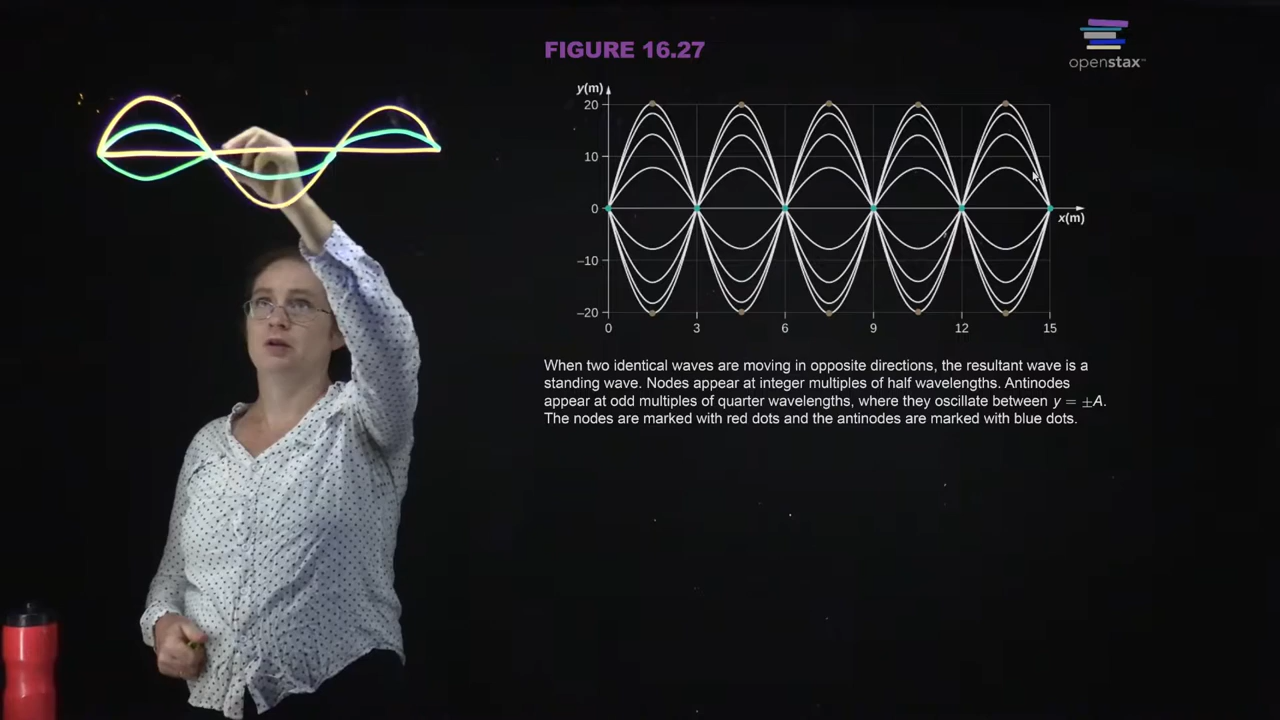 FIGURE 16.27
openstax™
y(m)
20
10
0
–10
–20
0 3 6 9 12 15
x(m)
When two identical waves are moving in opposite directions, the resultant wave is a
standing wave. Nodes appear at integer multiples of half wavelengths. Antinodes
appear at odd multiples of quarter wavelengths, where they oscillate between y = ±A.
The nodes are marked with red dots and the antinodes are marked with blue dots.